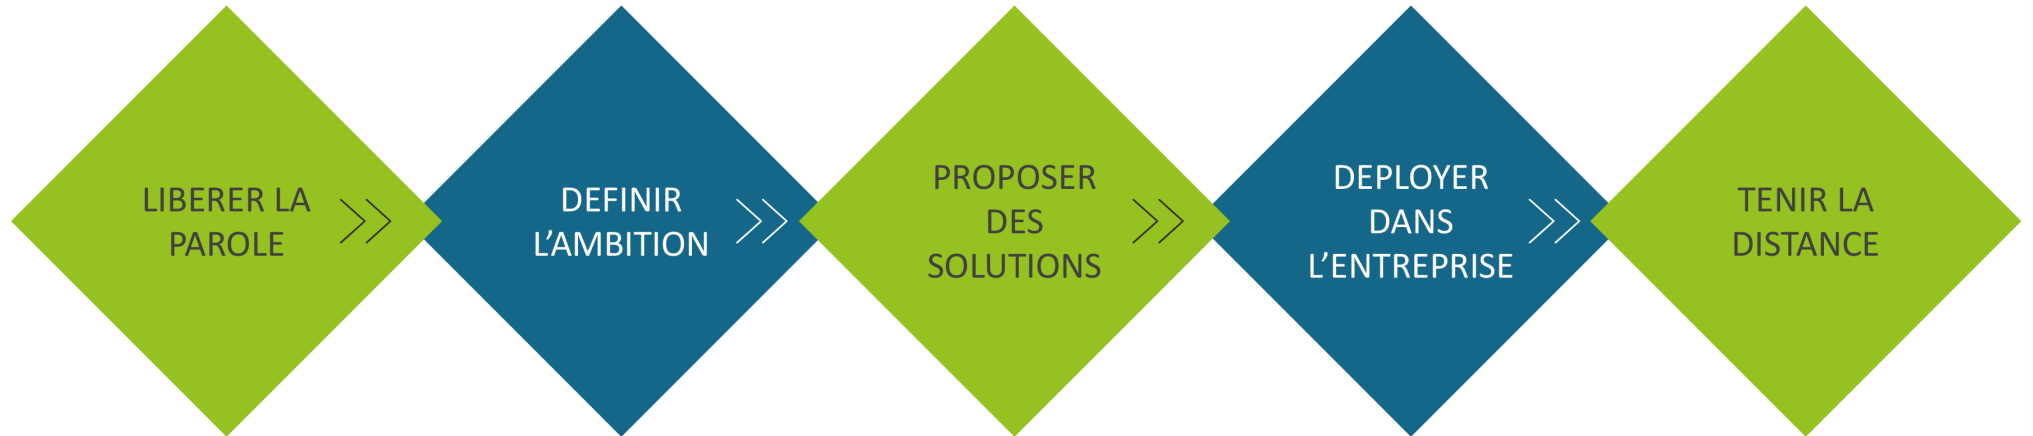 LIBERER LA
PAROLE
DEFINIR
L’AMBITION
PROPOSER
DES
SOLUTIONS
DEPLOYER
DANS
L’ENTREPRISE
TENIR LA
DISTANCE